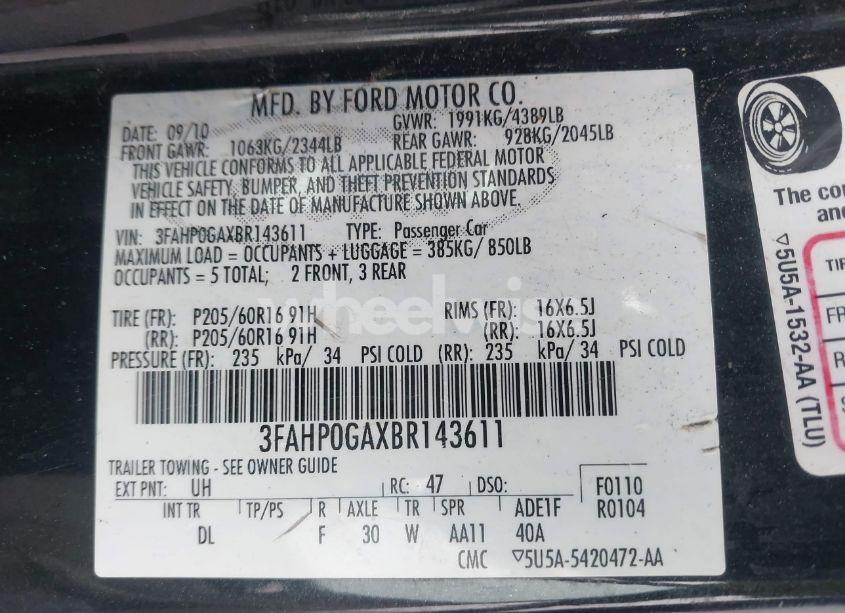 MFD. BY FORD MOTOR CO.
DATE: 09/10 GVWR: 1991KG/4389LB
FRONT GAWR: 1063KG/2344LB REAR GAWR: 928KG/2045LB
THIS VEHICLE CONFORMS TO ALL APPLICABLE FEDERAL MOTOR
VEHICLE SAFETY, BUMPER, AND THEFT PREVENTION STANDARDS
IN EFFECT ON THE DATE OF MANUFACTURE SHOWN ABOVE.
VIN: 3FAHP0GAXBR143611 TYPE: Passenger Car
MAXIMUM LOAD = OCCUPANTS + LUGGAGE = 385KG/ 850LB
OCCUPANTS = 5 TOTAL; 2 FRONT, 3 REAR
TIRE (FR): P205/60R16 91H RIMS (FR): 16X6.5J
(RR): P205/60R16 91H (RR): 16X6.5J
PRESSURE (FR): 235 kPa/ 34 PSI COLD (RR): 235 kPa/ 34 PSI COLD
3FAHP0GAXBR143611
TRAILER TOWING - SEE OWNER GUIDE
EXT PNT: UH RC: 47 DSO: F0110
INT TR TP/PS R AXLE TR SPR ADE1F R0104
DL F 30 W AA11 40A
CMC ▽5U5A-5420472-AA
The co
and
TIR
FR
R
▽5U5A-1532-AA (TLU)